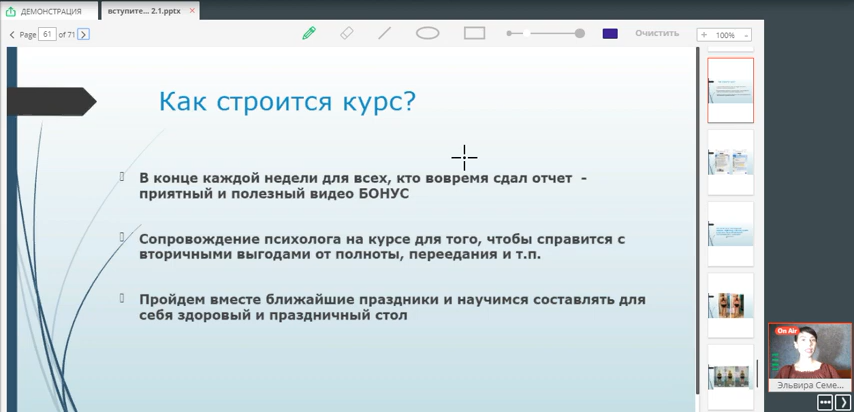 ДЕМОНСТРАЦИЯ
вступите... 2.1.pptx
Page 61 of 71
Очистить
100%
Как строится курс?
В конце каждой недели для всех, кто вовремя сдал отчет -
приятный и полезный видео БОНУС
Сопровождение психолога на курсе для того, чтобы справится с
вторичными выгодами от полноты, переедания и т.п.
Пройдем вместе ближайшие праздники и научимся составлять для
себя здоровый и праздничный стол
On Air
Эльвира Семе...